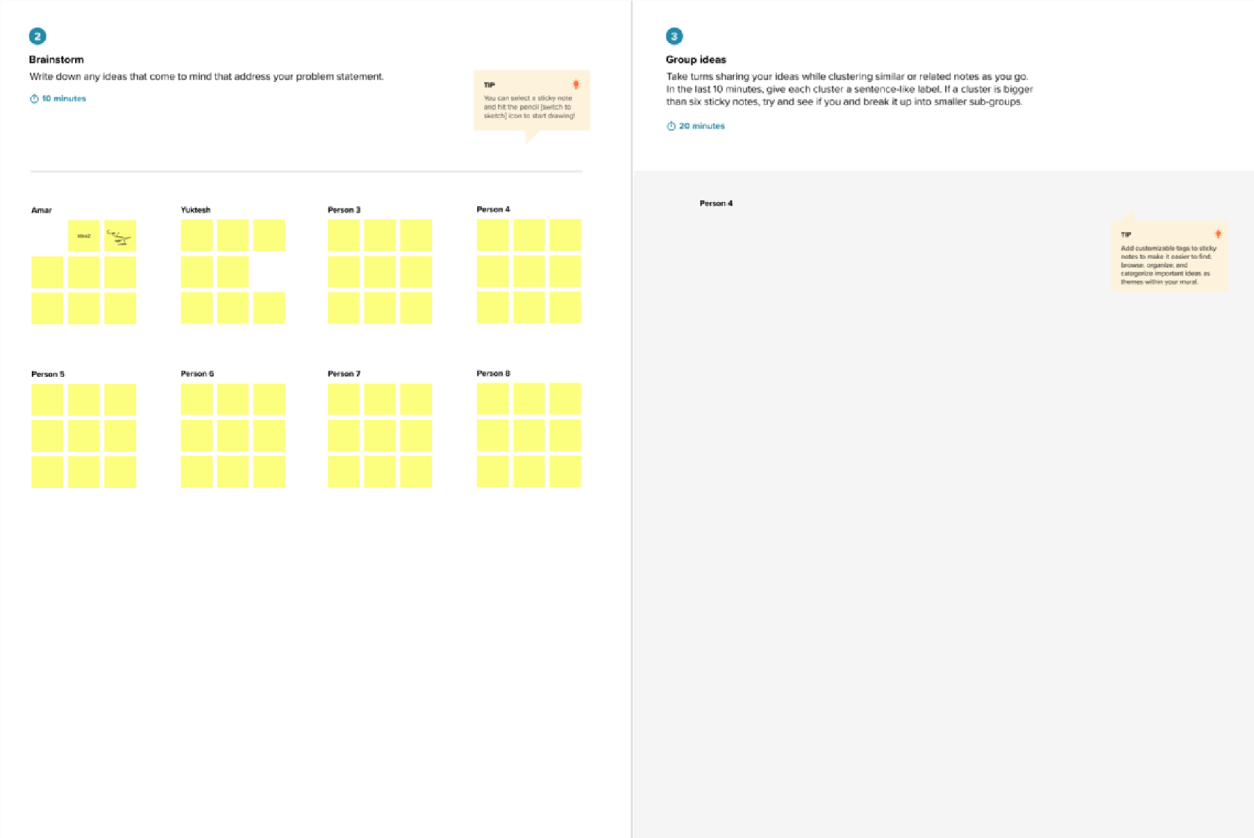 2
Brainstorm
Write down any ideas that come to mind that address your problem statement.
10 minutes
TIP
You can select a sticky note
and hit the pencil [switch to
sketch] icon to start drawing!
Amar
Yuktesh
Person 3
Person 4
Person 5
Person 6
Person 7
Person 8
3
Group ideas
Take turns sharing your ideas while clustering similar or related notes as you go.
In the last 10 minutes, give each cluster a sentence-like label. If a cluster is bigger
than six sticky notes, try and see if you and break it up into smaller sub-groups.
20 minutes
Person 4
TIP
Add customizable tags to sticky
notes to make it easier to find,
browse, organize, and
categorize important ideas as
themes within your mural.